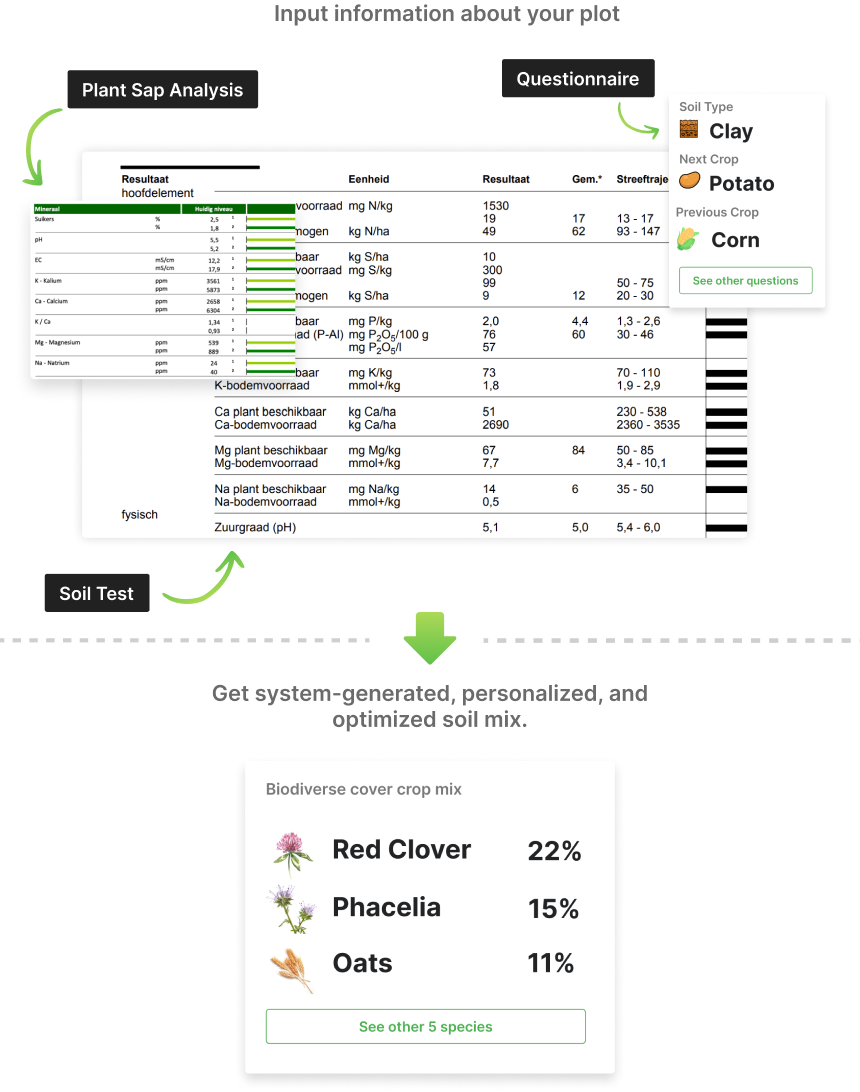 Input information about your plot
Plant Sap Analysis
Questionnaire
Soil Type
Clay
Next Crop
Potato
Previous Crop
Corn
See other questions
Resultaat Eenheid Resultaat Gem.* Streeftraje
hoofdelement
voorraad mg N/kg 1530
19 17 13 - 17
mogen kg N/ha 49 62 93 - 147
baar kg S/ha 10
voorraad mg S/kg 300
99 50 - 75
mogen kg S/ha 9 12 20 - 30
baar mg P/kg 2,0 4,4 1,3 - 2,6
ad (P-Al) mg P2O5/100 g 76 60 30 - 46
mg P2O5/l 57
baar mg K/kg 73 70 - 110
K-bodemvoorraad mmol+/kg 1,8 1,9 - 2,9
Ca plant beschikbaar kg Ca/ha 51 230 - 538
Ca-bodemvoorraad kg Ca/ha 2690 2360 - 3535
Mg plant beschikbaar mg Mg/kg 67 84 50 - 85
Mg-bodemvoorraad mmol+/kg 7,7 3,4 - 10,1
Na plant beschikbaar mg Na/kg 14 6 35 - 50
Na-bodemvoorraad mmol+/kg 0,5
fysisch
Zuurgraad (pH) 5,1 5,0 5,4 - 6,0
Mineraal Huidig niveau
Suikers % 2,5 1
% 1,8 2
pH 5,5 1
5,2 2
EC mS/cm 12,2 1
mS/cm 17,9 2
K - Kalium ppm 3561 1
ppm 5873 2
Ca - Calcium ppm 2658 1
ppm 6304 2
K / Ca 1,34 1
0,93 2
Mg - Magnesium ppm 539 1
ppm 889 2
Na - Natrium ppm 24 1
ppm 40 2
Soil Test
Get system-generated, personalized, and
optimized soil mix.
Biodiverse cover crop mix
Red Clover 22%
Phacelia 15%
Oats 11%
See other 5 species